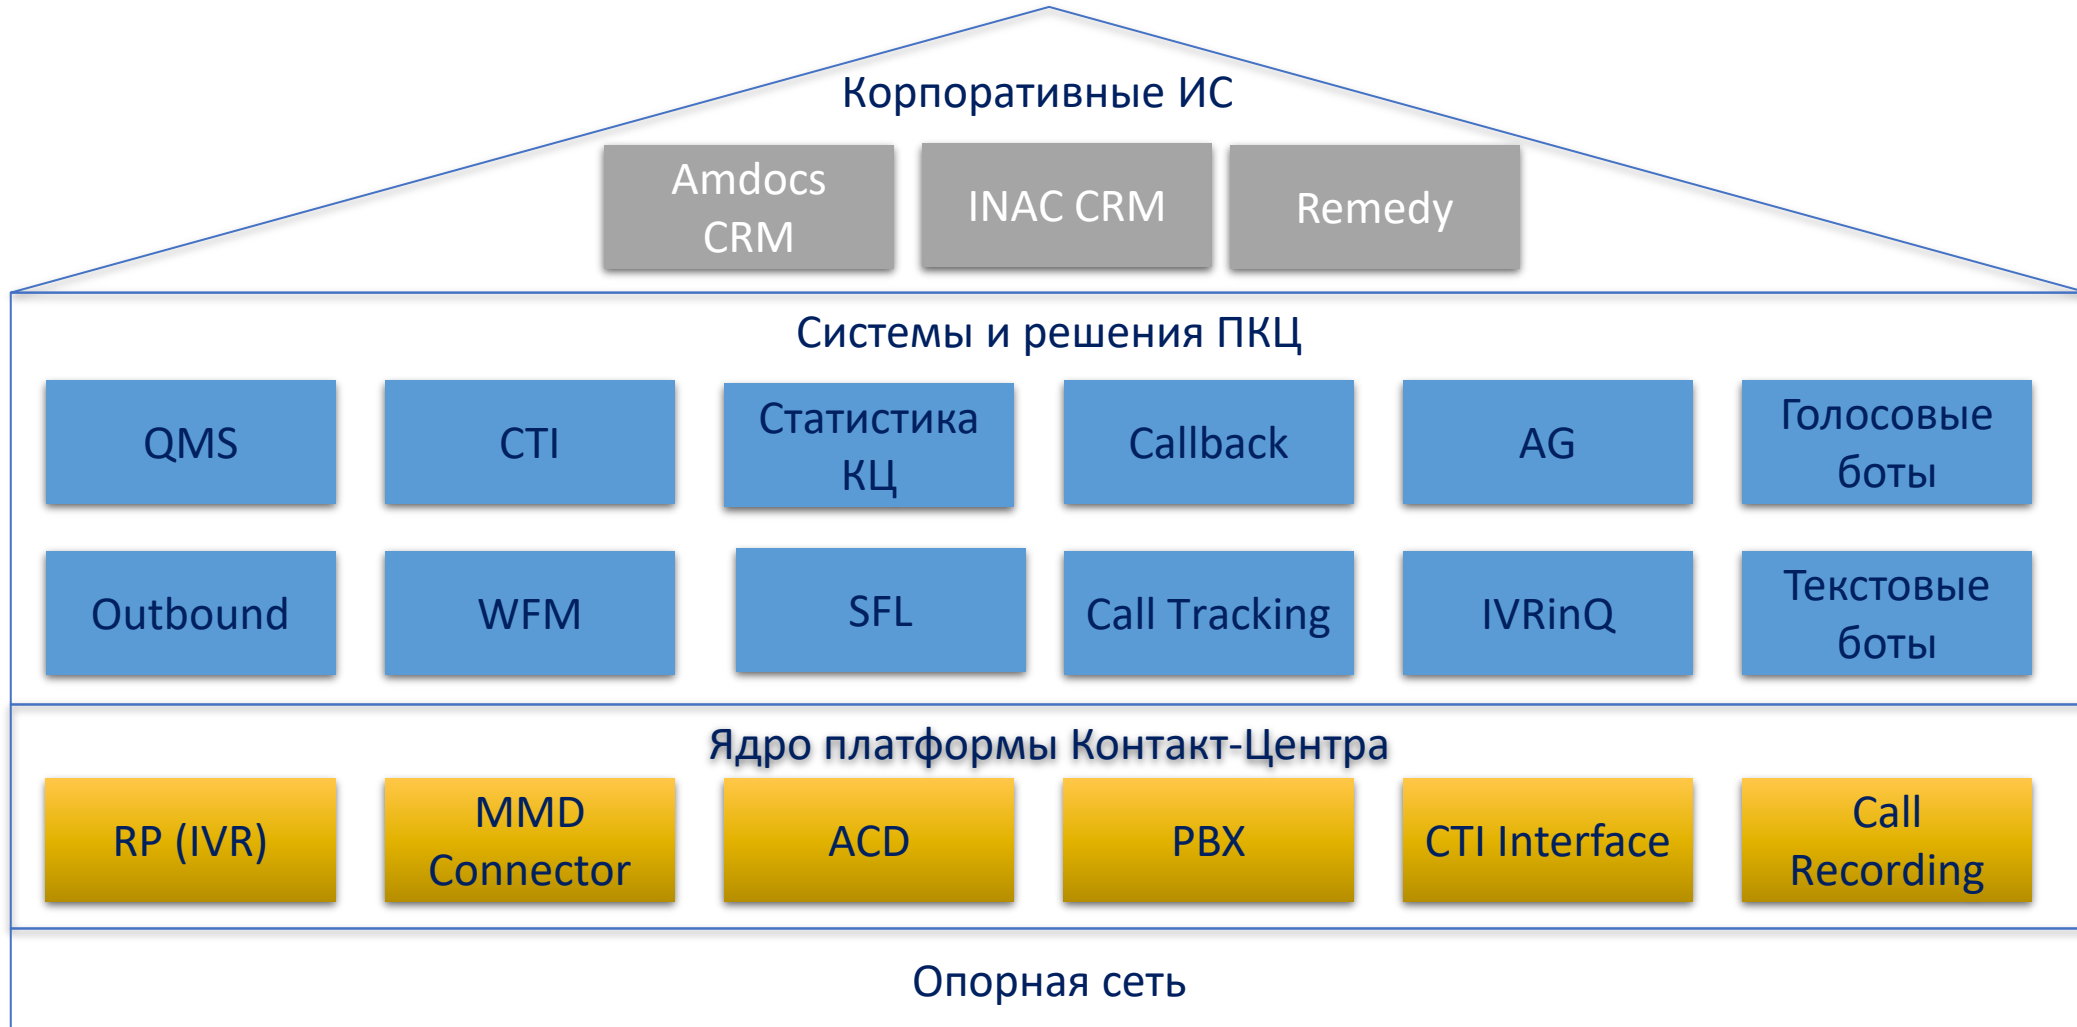 Корпоративные ИС
Amdocs
CRM
INAC CRM
Remedy
Системы и решения ПКЦ
QMS
CTI
Статистика
КЦ
Callback
AG
Голосовые
боты
Outbound
WFM
SFL
Call Tracking
IVRinQ
Текстовые
боты
Ядро платформы Контакт-Центра
RP (IVR)
MMD
Connector
ACD
PBX
CTI Interface
Call
Recording
Опорная сеть